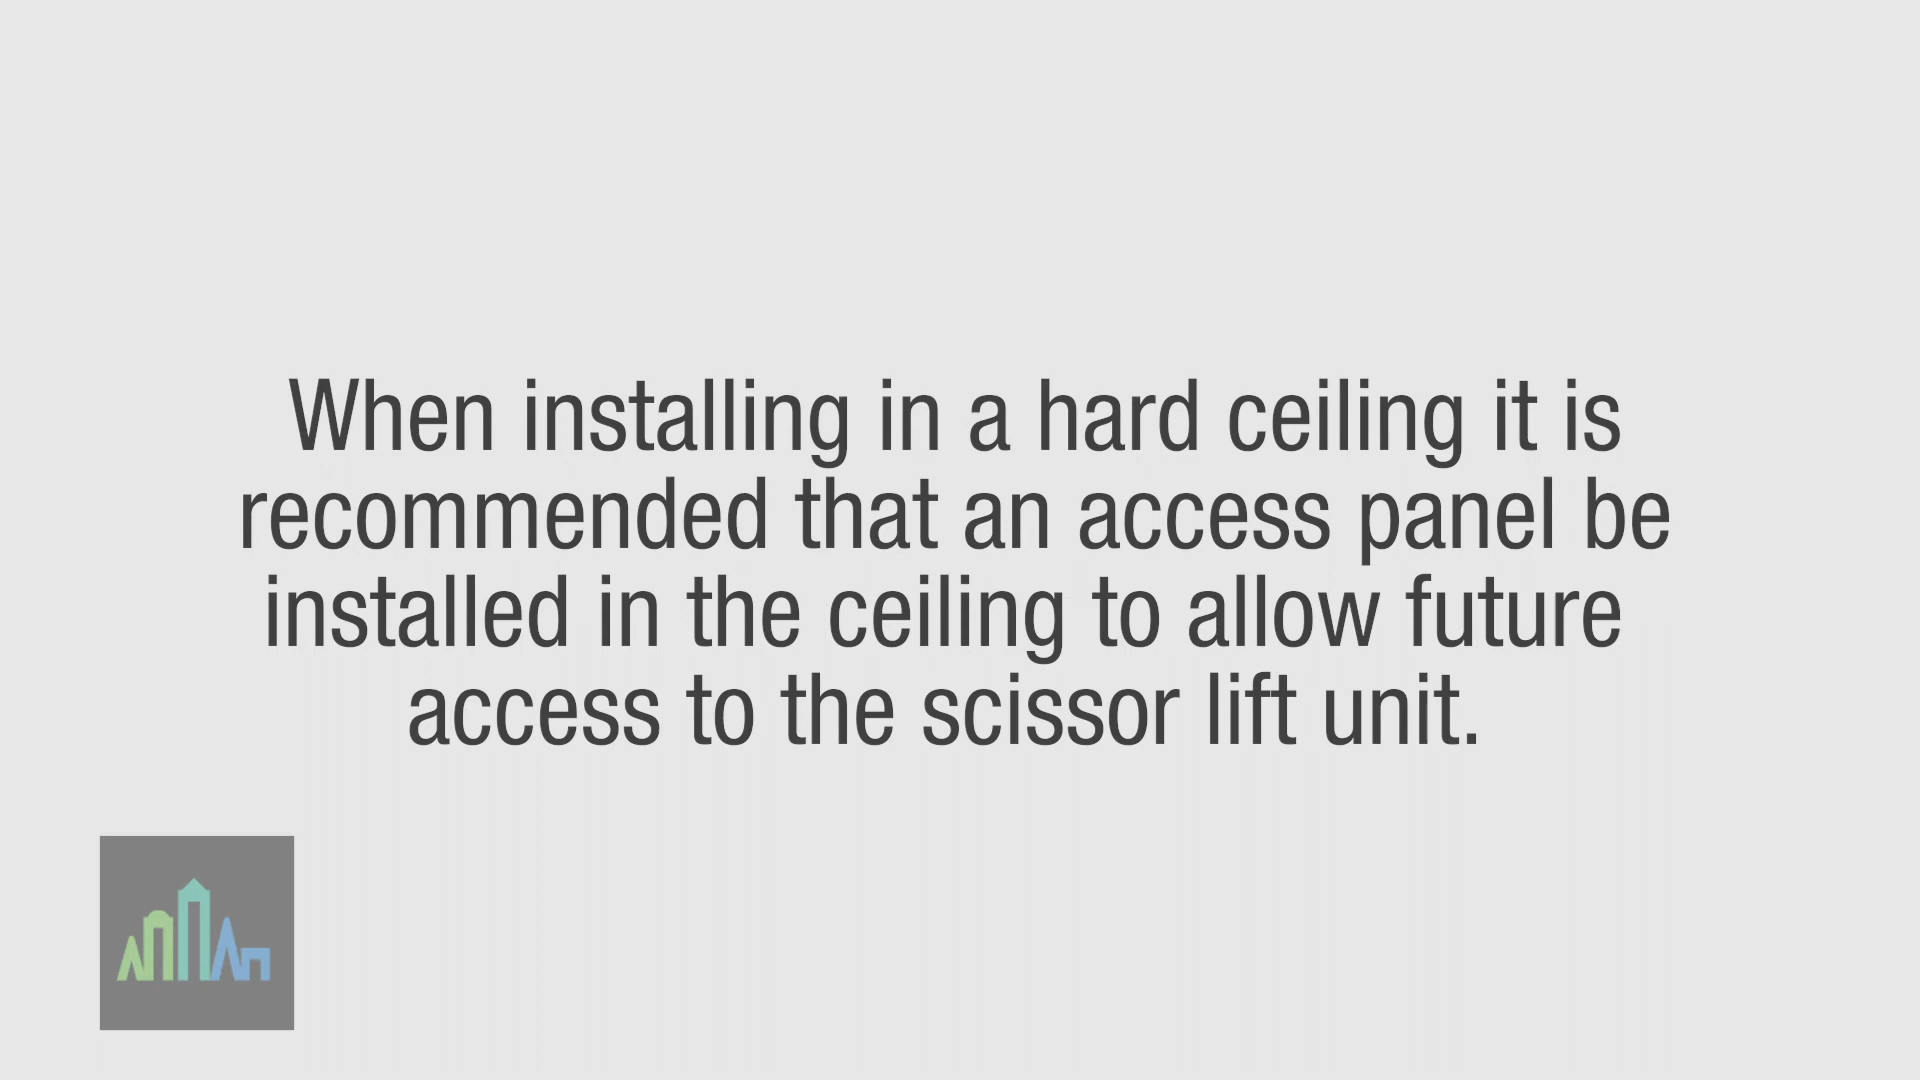 When installing in a hard ceiling it is
recommended that an access panel be
installed in the ceiling to allow future
access to the scissor lift unit.